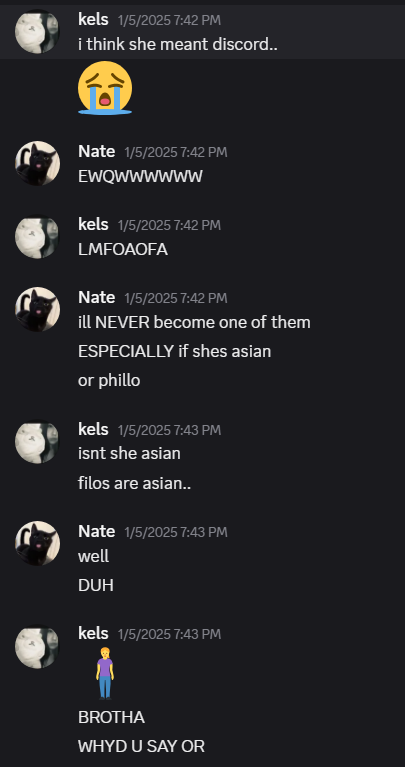 kels 1/5/2025 7:42 PM
i think she meant discord..
Nate 1/5/2025 7:42 PM
EWQWWWWWW
kels 1/5/2025 7:42 PM
LMFOAOFA
Nate 1/5/2025 7:42 PM
ill NEVER become one of them
ESPECIALLY if shes asian
or phillo
kels 1/5/2025 7:43 PM
isnt she asian
filos are asian..
Nate 1/5/2025 7:43 PM
well
DUH
kels 1/5/2025 7:43 PM
BROTHA
WHYD U SAY OR